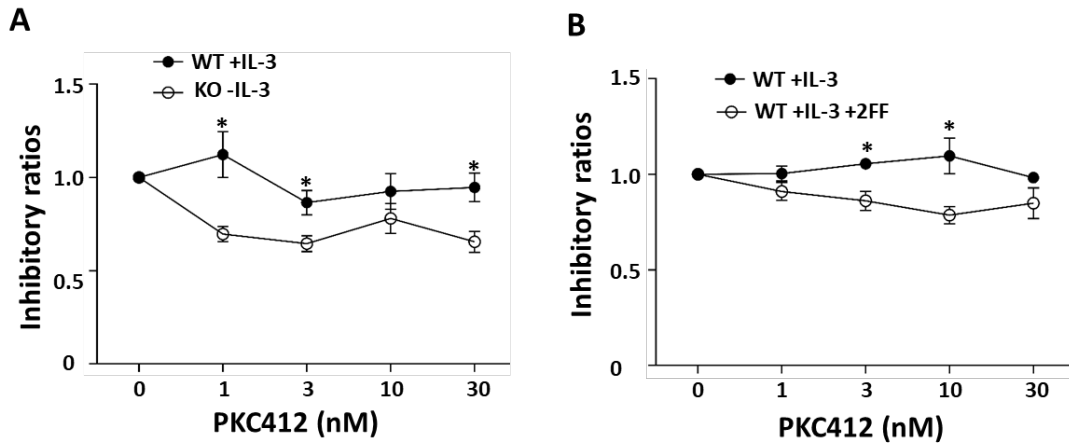 A
WT +IL-3
KO -IL-3
1.5
1.0
0.5
0
Inhibitory ratios
*
*
*
0 1 3 10 30
PKC412 (nM)
B
WT +IL-3
WT +IL-3 +2FF
1.5
1.0
0.5
0
Inhibitory ratios
*
*
0 1 3 10 30
PKC412 (nM)